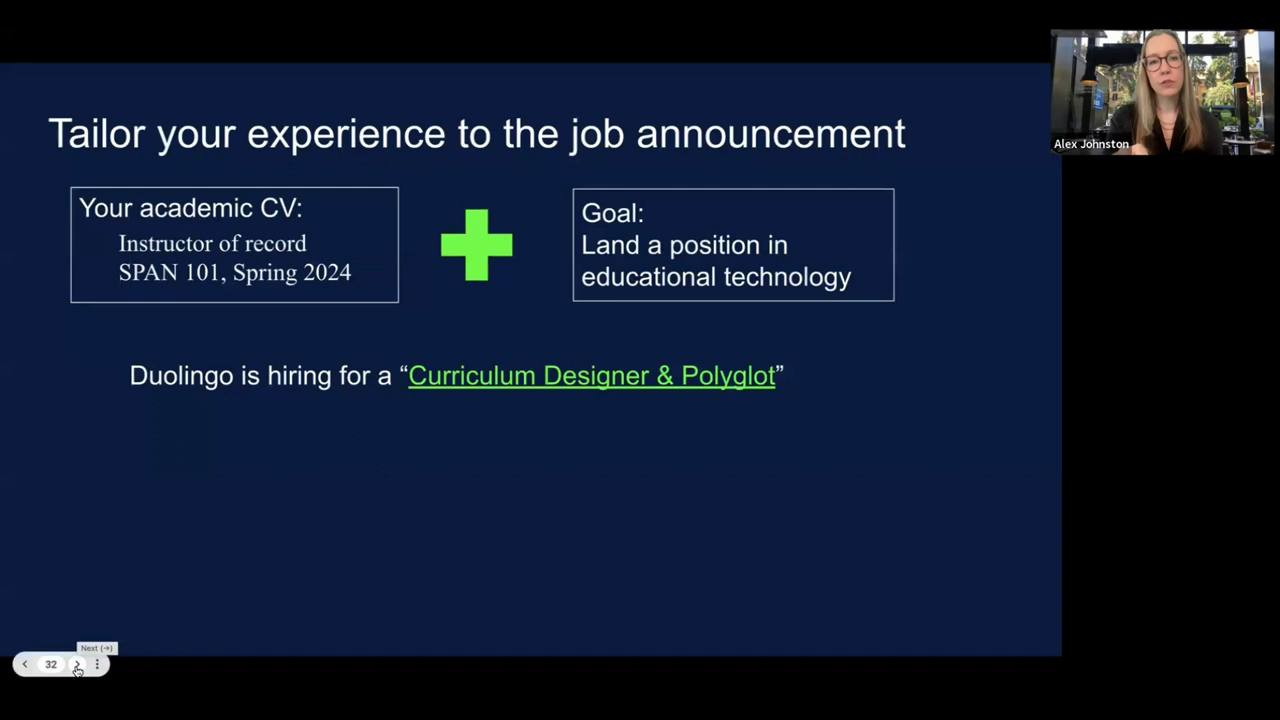 Tailor your experience to the job announcement
Your academic CV:
Instructor of record
SPAN 101, Spring 2024
Goal:
Land a position in
educational technology
Duolingo is hiring for a “Curriculum Designer & Polyglot”
Alex Johnston
Next (→)
32